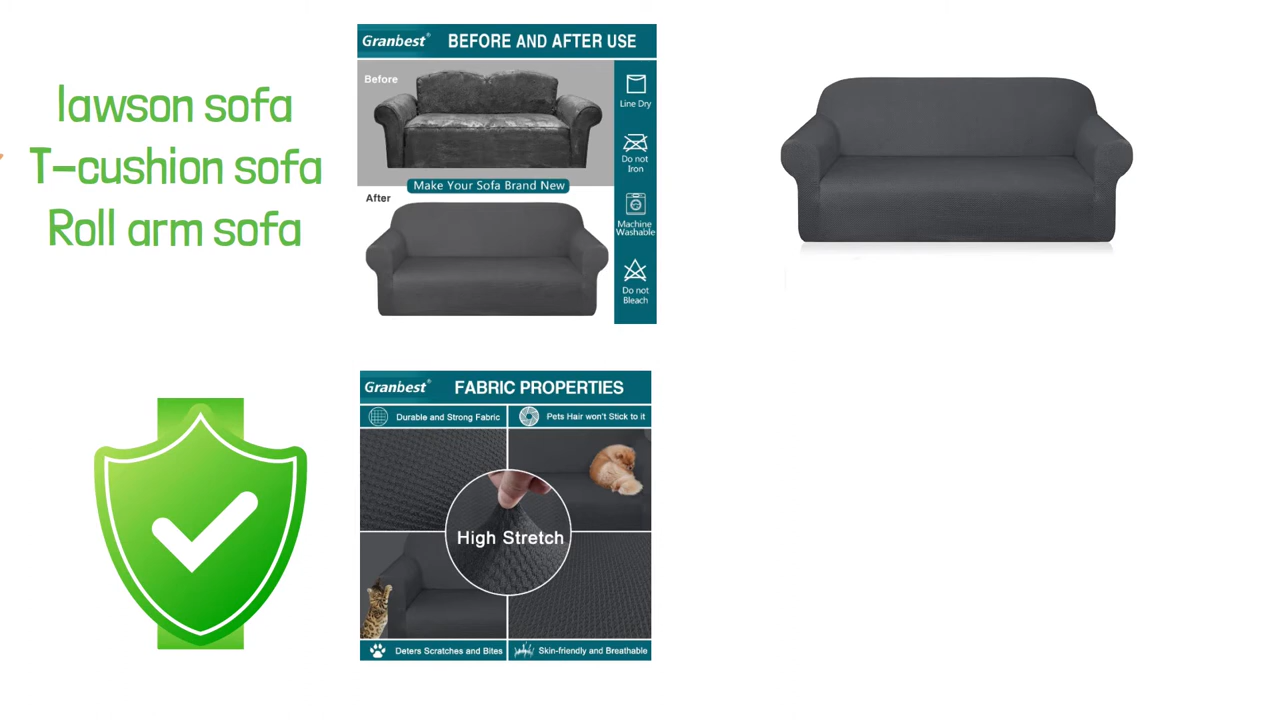 lawson sofa
T-cushion sofa
Roll arm sofa
Granbest®
BEFORE AND AFTER USE
Before
Make Your Sofa Brand New
After
Line Dry
Do not
Iron
Machine
Washable
Do not
Bleach
Granbest®
FABRIC PROPERTIES
Durable and Strong Fabric
Pets Hair won't Stick to it
High Stretch
Deters Scratches and Bites
Skin-friendly and Breathable